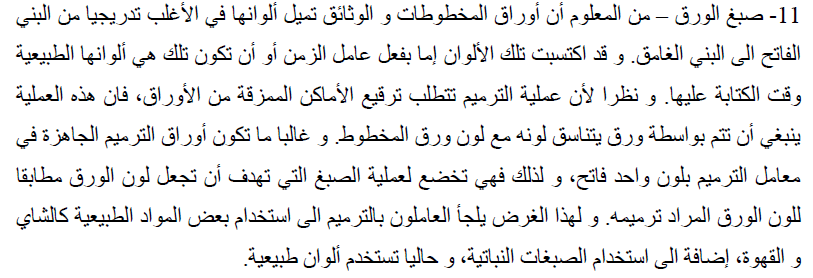 11- صبغ الورق – من المعلوم أن أوراق المخطوطات و الوثائق تميل ألوانها في الأغلب تدريجيا من البني
الفاتح الى البني الغامق. و قد اكتسبت تلك الألوان إما بفعل عامل الزمن أو أن تكون تلك هي ألوانها الطبيعية
وقت الكتابة عليها. و نظرا لأن عملية الترميم تتطلب ترقيع الأماكن الممزقة من الأوراق، فان هذه العملية
ينبغي أن تتم بواسطة ورق يتناسق لونه مع لون ورق المخطوط. و غالبا ما تكون أوراق الترميم الجاهزة في
معامل الترميم بلون واحد فاتح، و لذلك فهي تخضع لعملية الصبغ التي تهدف أن تجعل لون الورق مطابقا
للون الورق المراد ترميمه. و لهذا الغرض يلجأ العاملون بالترميم الى استخدام بعض المواد الطبيعية كالشاي
و القهوة، إضافة الى استخدام الصبغات النباتية، و حاليا تستخدم ألوان طبيعية.